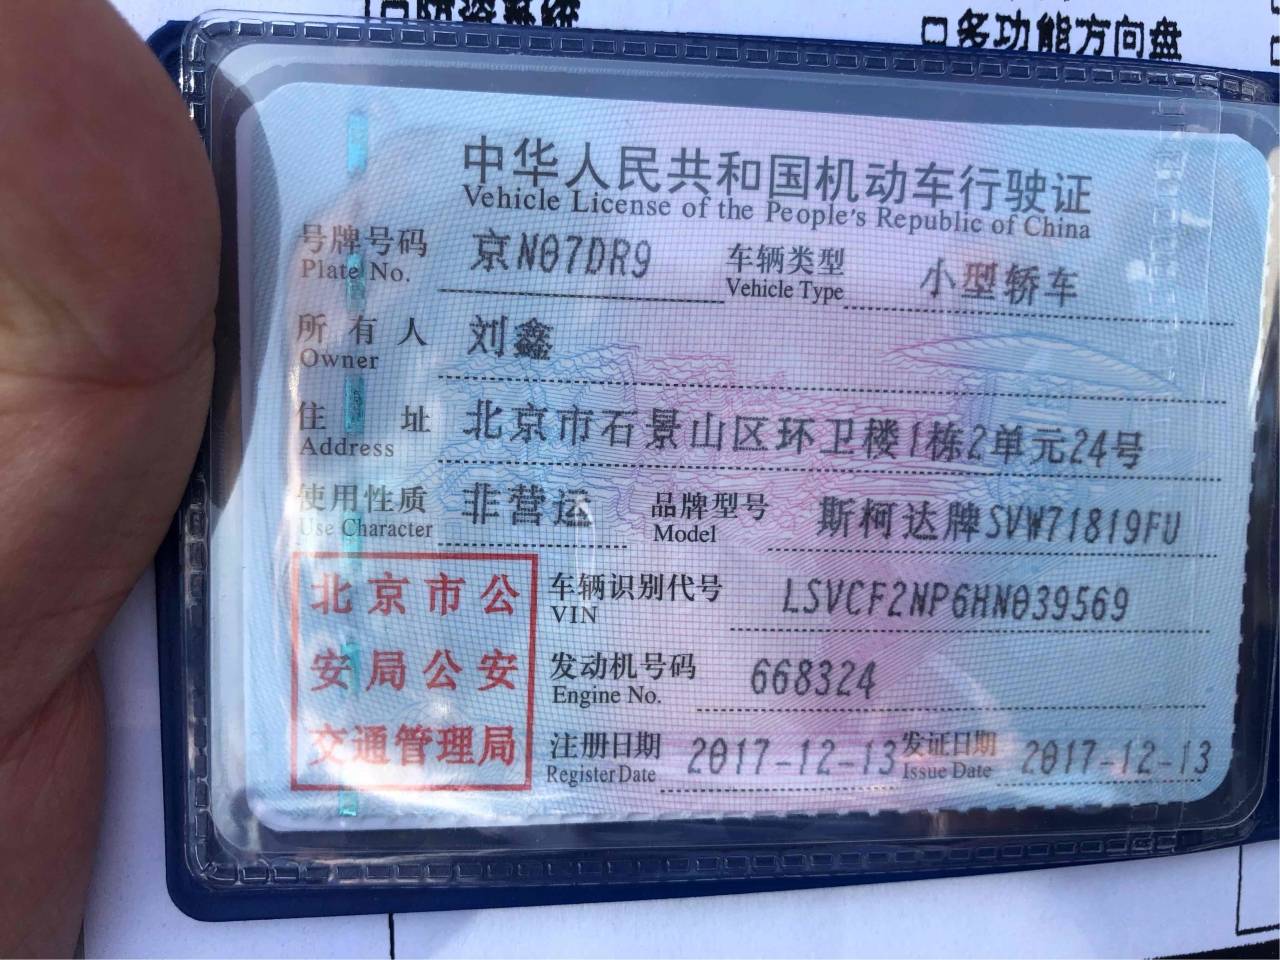 防盗系统
多功能方向盘
中华人民共和国机动车行驶证
Vehicle License of the People's Republic of China
号牌号码 京N07DR9 车辆类型 小型轿车
Plate No. Vehicle Type
所有人 刘鑫
Owner
住址 北京市石景山区环卫楼1栋2单元24号
Address
使用性质 非营运 品牌型号 斯柯达牌SVW71819FU
Use Character Model
北京市公
安局公安
交通管理局
车辆识别代号 LSVCF2NP6HN039569
VIN
发动机号码 668324
Engine No.
注册日期 2017-12-13 发证日期 2017-12-13
Register Date Issue Date